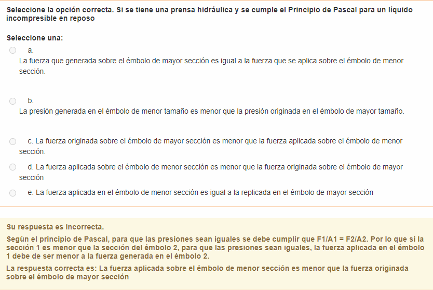 Seleccione la opción correcta. Si se tiene una prensa hidráulica y se cumple el Principio de Pascal para un líquido
incompresible en reposo
Seleccione una:
a.
La fuerza que generada sobre el émbolo de mayor sección es igual a la fuerza que se aplica sobre el émbolo de menor
sección.
b.
La presión generada en el émbolo de menor tamaño es menor que la presión originada en el émbolo de mayor tamaño.
c. La fuerza originada sobre el émbolo de mayor sección es menor que la fuerza aplicada sobre el émbolo de menor
sección.
d. La fuerza aplicada sobre el émbolo de menor sección es menor que la fuerza originada sobre el émbolo de mayor
sección
e. La fuerza aplicada en el émbolo de menor sección es igual a la replicada en el émbolo de mayor sección
Su respuesta es incorrecta.
Según el principio de Pascal, para que las presiones sean iguales se debe cumplir que F1/A1 = F2/A2. Por lo que si la
sección 1 es menor que la sección del émbolo 2, para que las presiones sean iguales, la fuerza aplicada en el émbolo
1 debe de ser menor a la fuerza generada en el émbolo 2.
La respuesta correcta es: La fuerza aplicada sobre el émbolo de menor sección es menor que la fuerza originada
sobre el émbolo de mayor sección